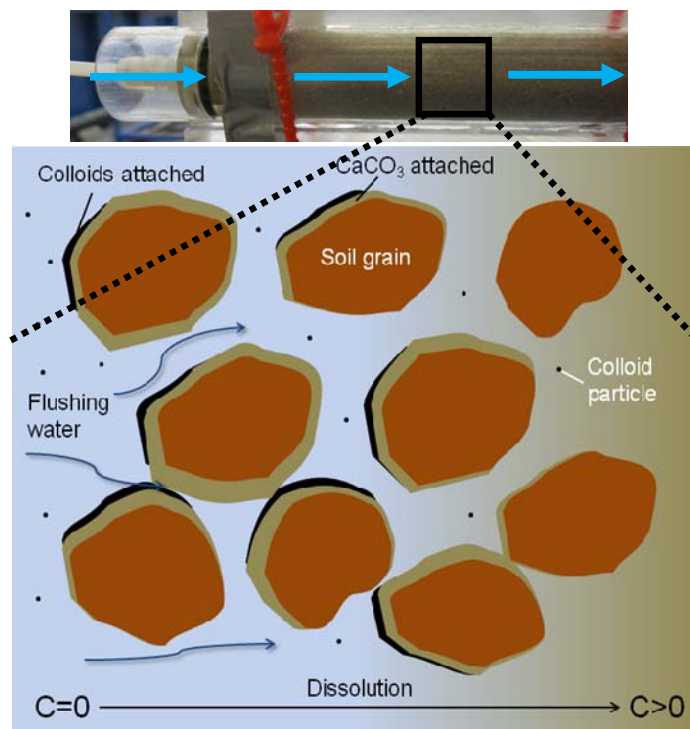 Colloids attached
CaCO₃ attached
Soil grain
Colloid
particle
Flushing
water
Dissolution
C=0
C>0